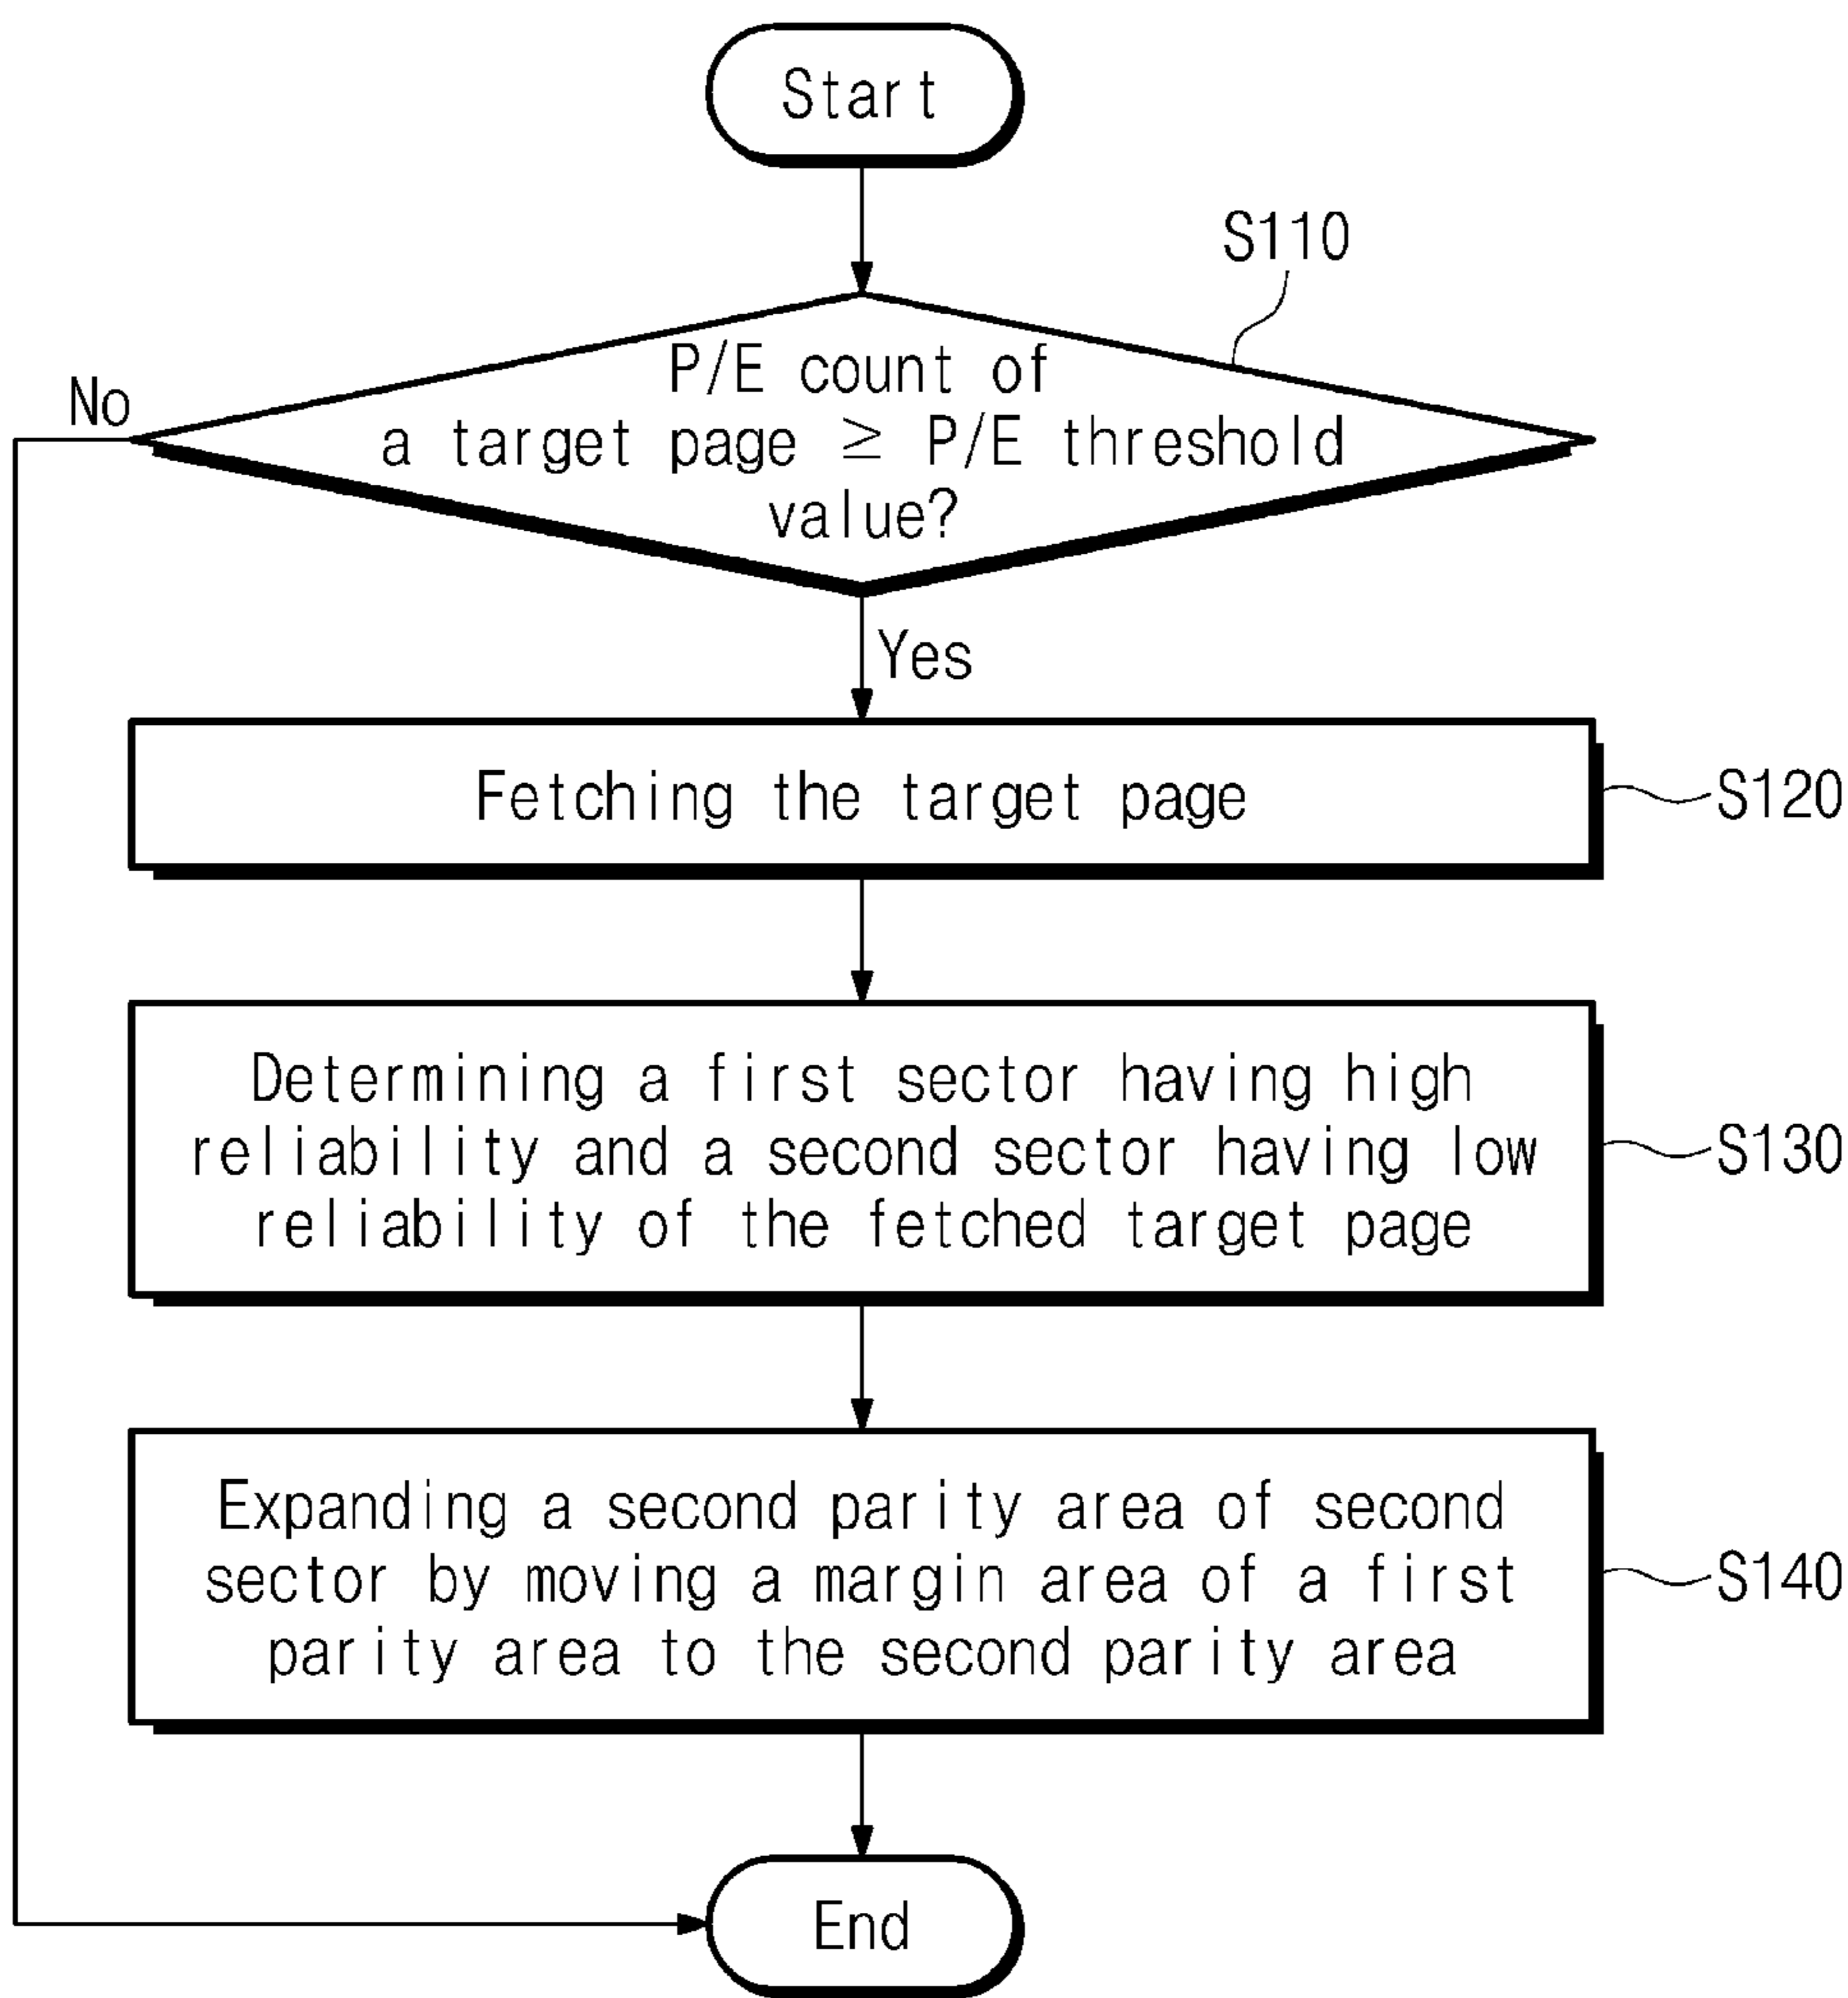 Start
S110
P/E count of
a target page ≥ P/E threshold
value?
No
Yes
Fetching the target page
S120
Determining a first sector having high
reliability and a second sector having low
reliability of the fetched target page
S130
Expanding a second parity area of second
sector by moving a margin area of a first
parity area to the second parity area
S140
End